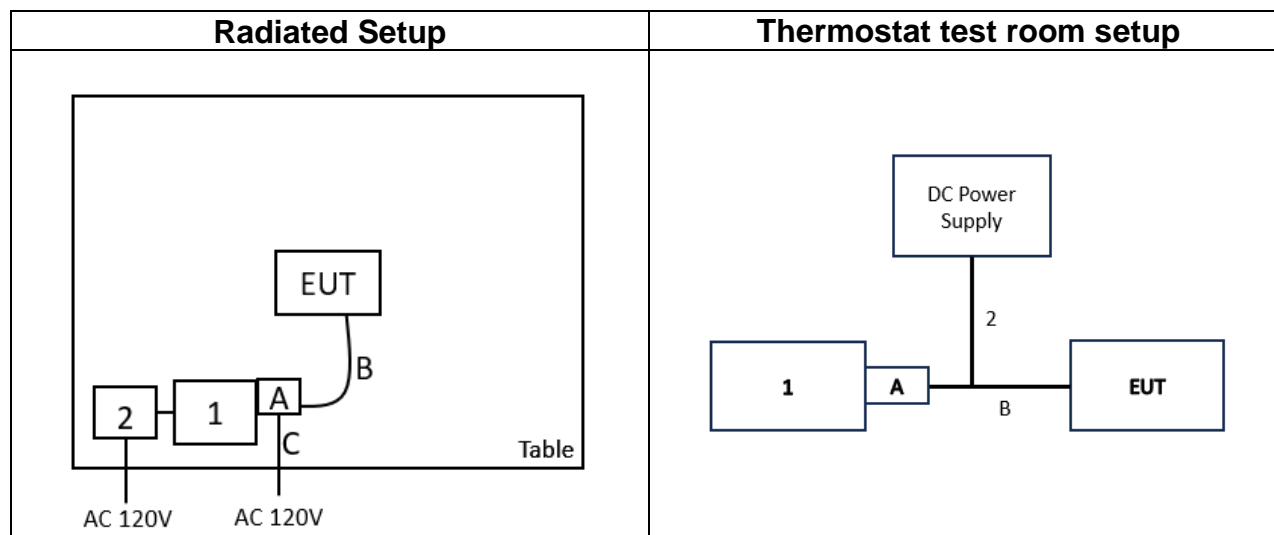 Radiated Setup
Thermostat test room setup
EUT
B
A
1
2
C
Table
AC 120V
AC 120V
DC Power
Supply
2
1
A
B
EUT